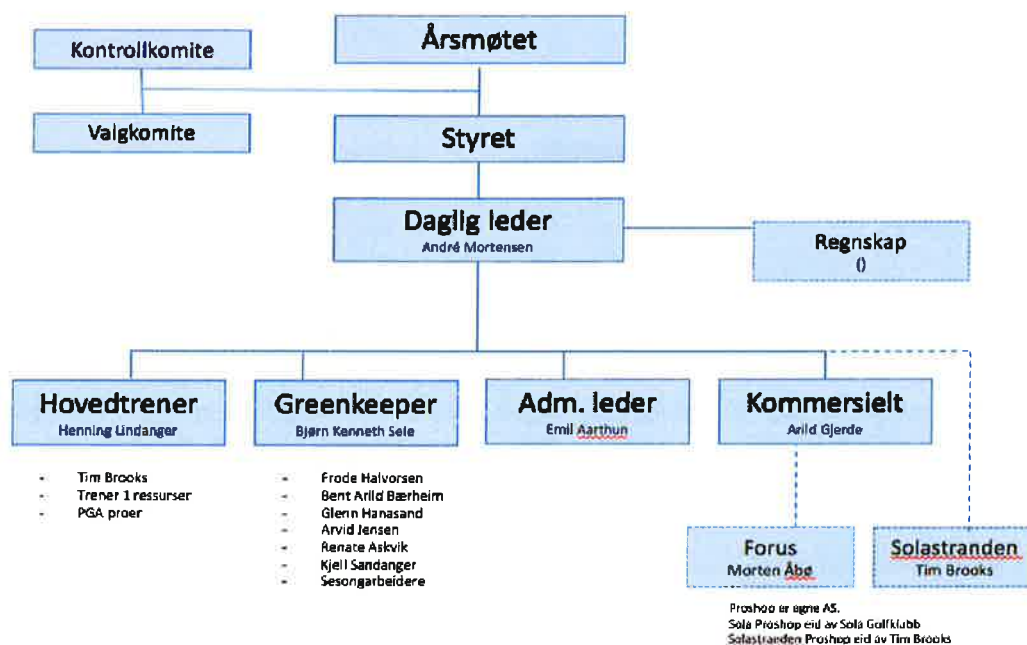 Årsmøtet
Kontrollkomite
Valgkomite
Styret
Daglig leder
André Mortensen
Regnskap
()
Hovedtrener
Henning Lindanger
- Tim Brooks
- Trener 1 ressurser
- PGA proer
Greenkeeper
Bjørn Kenneth Sele
- Frode Halvorsen
- Bent Arild Bærheim
- Glenn Hanasand
- Arvid Jensen
- Renate Askvik
- Kjell Sandanger
- Sesongarbeidere
Adm. leder
Emil Aarthun
Kommersielt
Arild Gjerde
Forus
Morten Åbø
Solastranden
Tim Brooks
Proshop er egne AS.
Sola Proshop eid av Sola Golfklubb
Solastranden Proshop eid av Tim Brooks